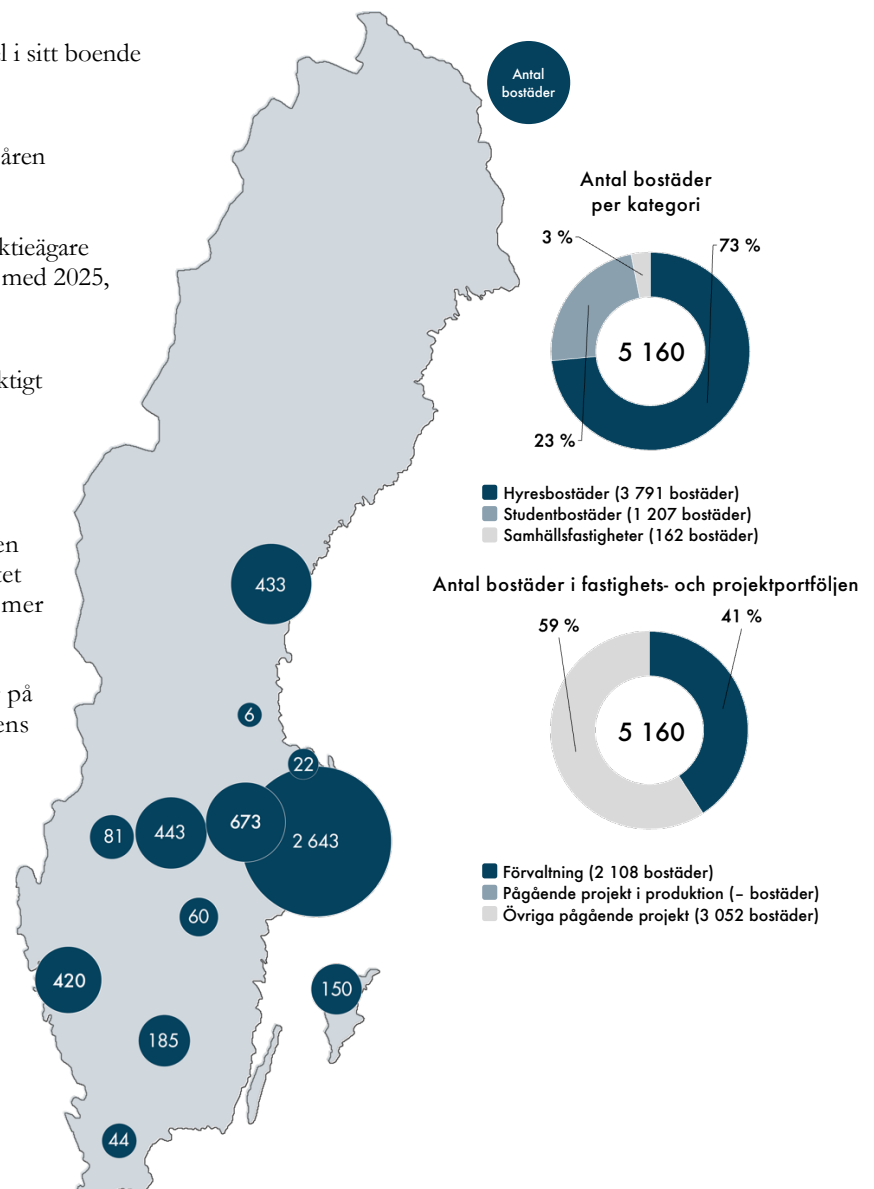 l i sitt boende
åren
ktieägare
med 2025,
ktigt
en
tet
mer
på
ens
Antal
bostäder
Antal bostäder
per kategori
3 %
73 %
5 160
23 %
Hyresbostäder (3 791 bostäder)
Studentbostäder (1 207 bostäder)
Samhällsfastigheter (162 bostäder)
Antal bostäder i fastighets- och projektportföljen
59 %
41 %
5 160
Förvaltning (2 108 bostäder)
Pågående projekt i produktion (– bostäder)
Övriga pågående projekt (3 052 bostäder)
433
6
22
81
443
673
2 643
60
420
150
185
44